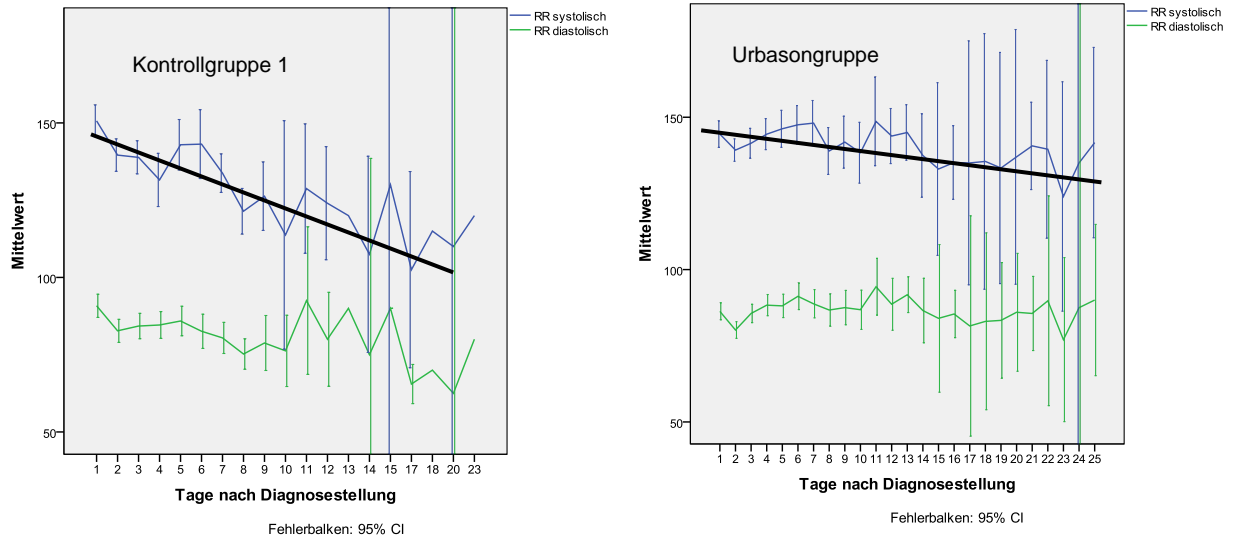 RR systolisch
RR diastolisch
Kontrollgruppe 1
Mittelwert
150
100
50
1 2 3 4 5 6 7 8 9 10 11 12 13 14 15 17 18 20 23
Tage nach Diagnosestellung
Fehlerbalken: 95% CI
RR systolisch
RR diastolisch
Urbasongruppe
Mittelwert
150
100
50
1 2 3 4 5 6 7 8 9 10 11 12 13 14 15 16 17 18 19 20 21 22 23 24 25
Tage nach Diagnosestellung
Fehlerbalken: 95% CI